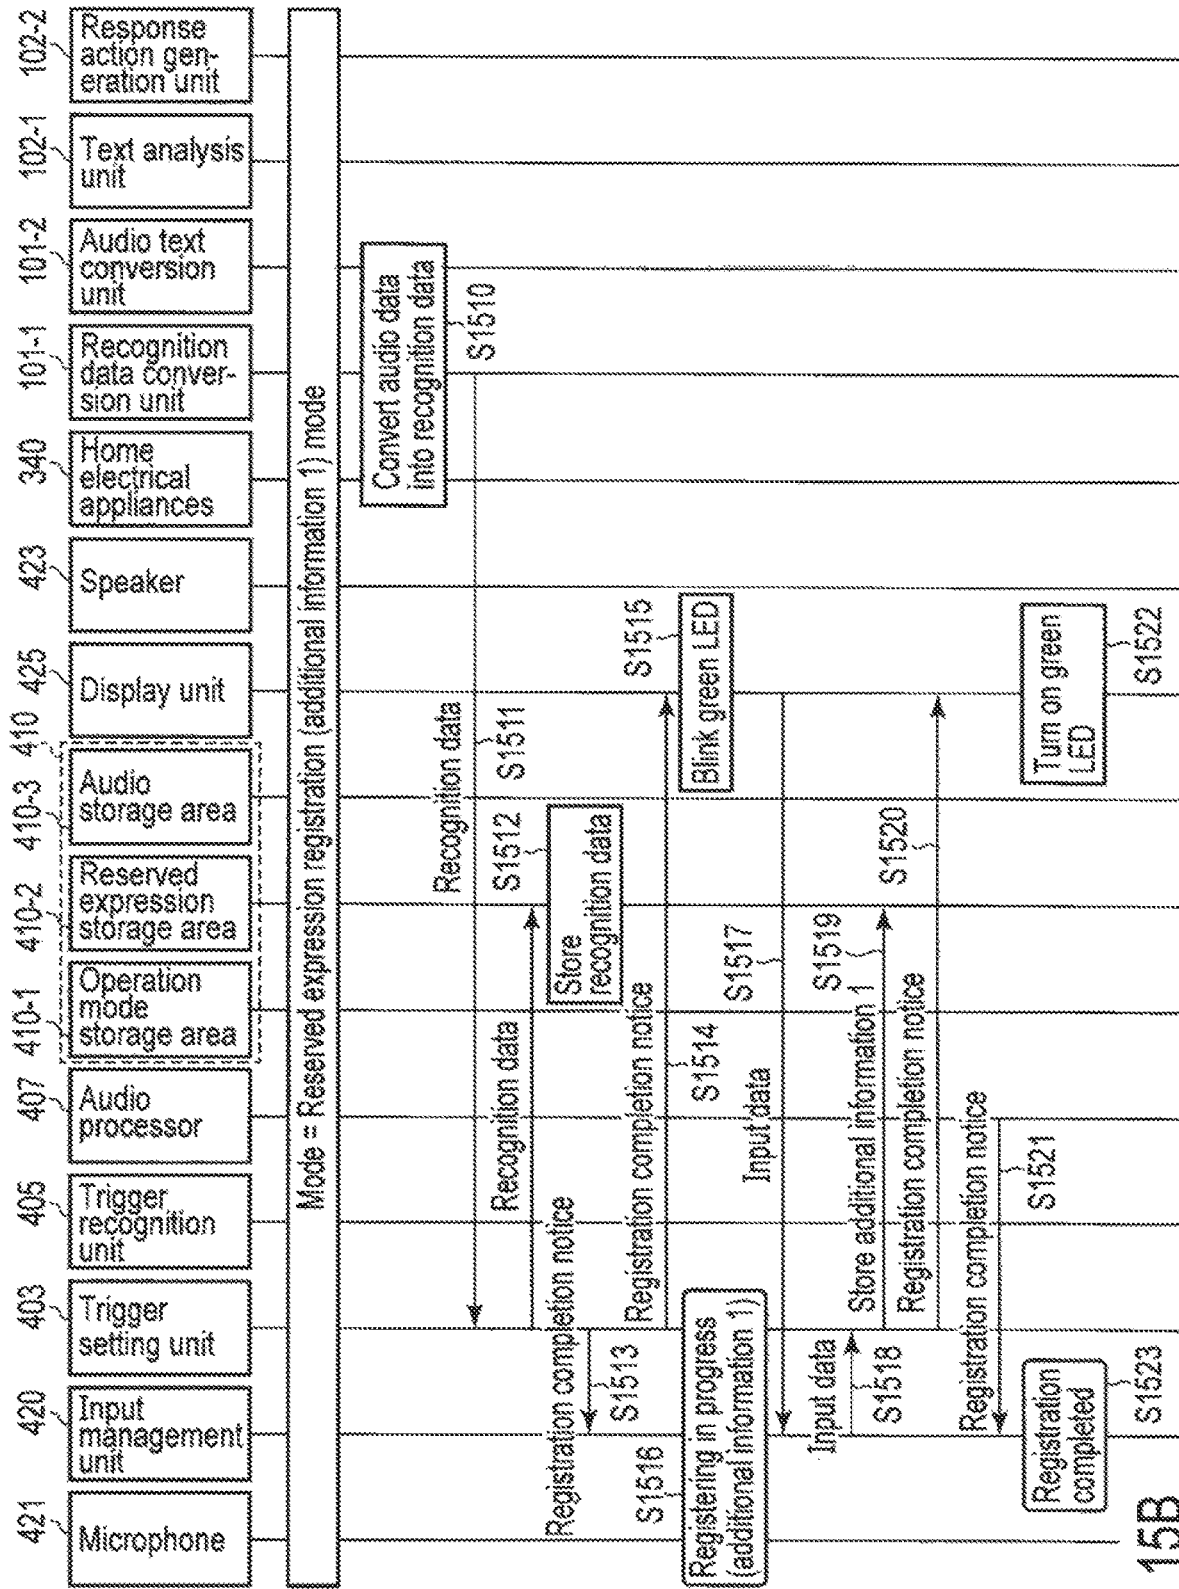 421
Microphone
420
Input
management
unit
403
Trigger
setting unit
405
Trigger
recognition
unit
407
Audio
processor
410-1
Operation
mode
storage area
410-2
Reserved
expression
storage area
410-3
Audio
storage area
410
425
Display unit
423
Speaker
340
Home
electrical
appliances
101-1
Recognition
data conver-
sion unit
101-2
Audio text
conversion
unit
102-1
Text analysis
unit
102-2
Response
action gen-
eration unit
Mode = Reserved expression registration (additional information 1) mode
Convert audio data
into recognition data
S1510
Recognition data
S1511
Recognition data
S1512
Store
recognition data
Registration completion notice
S1513
Registration completion notice
S1514
S1515
Blink green LED
S1516
Registering in progress
(additional information 1)
Input data
S1517
Input data
S1518
Store additional information 1
S1519
Registration completion notice
S1520
Registration completion notice
S1521
Turn on green
LED
S1522
Registration
completed
S1523
15B